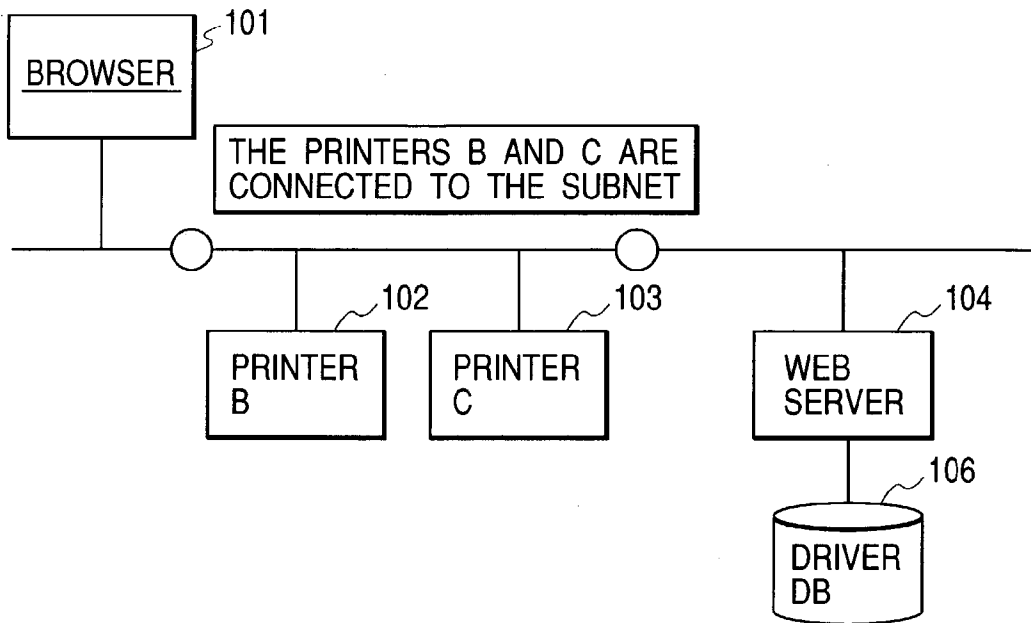 101
BROWSER
THE PRINTERS B AND C ARE
CONNECTED TO THE SUBNET
102
103
104
PRINTER
B
PRINTER
C
WEB
SERVER
106
DRIVER
DB